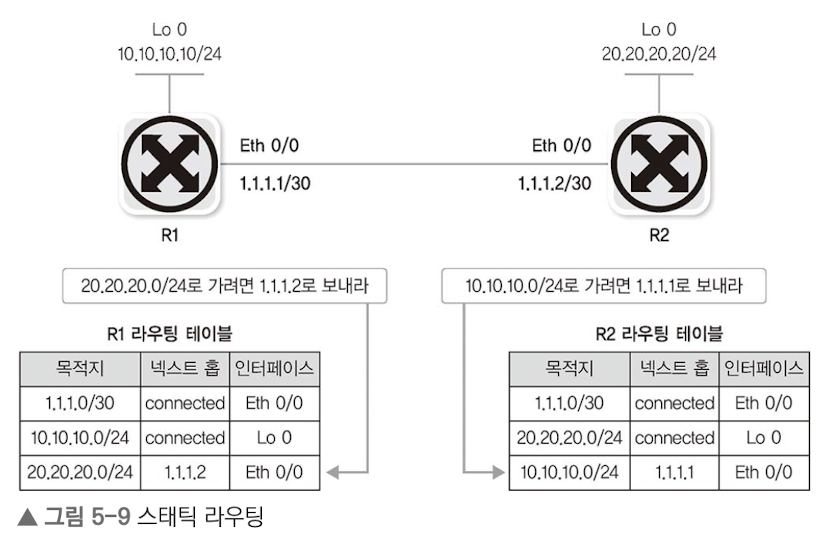 Lo 0
10.10.10.10/24
Lo 0
20.20.20.20/24
Eth 0/0
1.1.1.1/30
Eth 0/0
1.1.1.2/30
R1
R2
20.20.20.0/24로 가려면 1.1.1.2로 보내라
10.10.10.0/24로 가려면 1.1.1.1로 보내라
R1 라우팅 테이블
목적지 넥스트 홉 인터페이스
1.1.1.0/30 connected Eth 0/0
10.10.10.0/24 connected Lo 0
20.20.20.0/24 1.1.1.2 Eth 0/0
R2 라우팅 테이블
목적지 넥스트 홉 인터페이스
1.1.1.0/30 connected Eth 0/0
20.20.20.0/24 connected Lo 0
10.10.10.0/24 1.1.1.1 Eth 0/0
▲ 그림 5-9 스태틱 라우팅